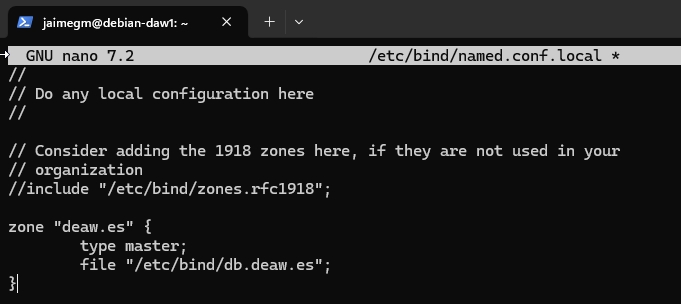 jaimegm@debian-daw1: ~
GNU nano 7.2 /etc/bind/named.conf.local *
//
// Do any local configuration here
//
// Consider adding the 1918 zones here, if they are not used in your
// organization
//include "/etc/bind/zones.rfc1918";
zone "deaw.es" {
type master;
file "/etc/bind/db.deaw.es";
}